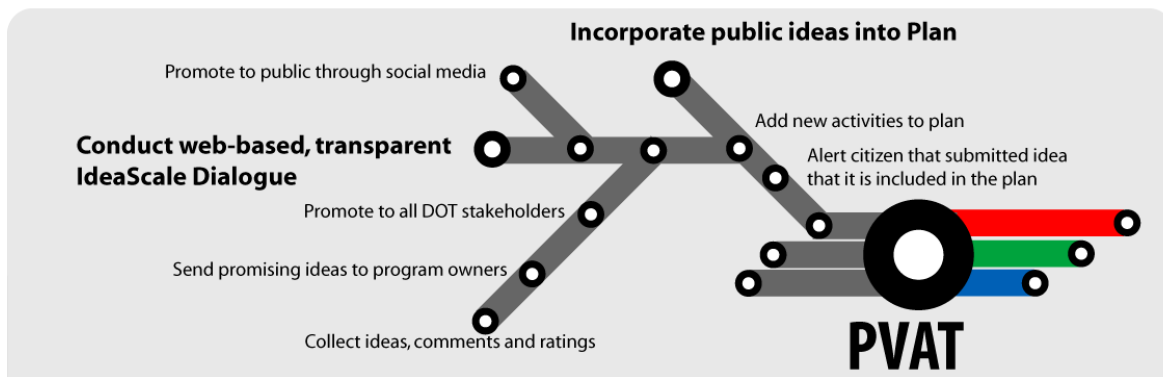 Incorporate public ideas into Plan
Promote to public through social media
Add new activities to plan
Conduct web-based, transparent
IdeaScale Dialogue
Alert citizen that submitted idea
that it is included in the plan
Promote to all DOT stakeholders
Send promising ideas to program owners
Collect ideas, comments and ratings
PVAT